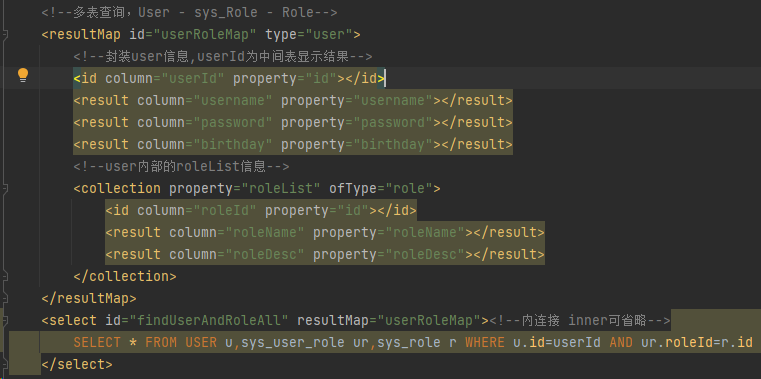 <!--多表查询，User - sys_Role - Role-->
<resultMap id="userRoleMap" type="user">
<!--封装user信息,userId为中间表显示结果-->
<id column="userId" property="id"></id>
<result column="username" property="username"></result>
<result column="password" property="password"></result>
<result column="birthday" property="birthday"></result>
<!--user内部的roleList信息-->
<collection property="roleList" ofType="role">
<id column="roleId" property="id"></id>
<result column="roleName" property="roleName"></result>
<result column="roleDesc" property="roleDesc"></result>
</collection>
</resultMap>
<select id="findUserAndRoleAll" resultMap="userRoleMap"><!--内连接 inner可省略-->
SELECT * FROM USER u,sys_user_role ur,sys_role r WHERE u.id=userId AND ur.roleId=r.id
</select>